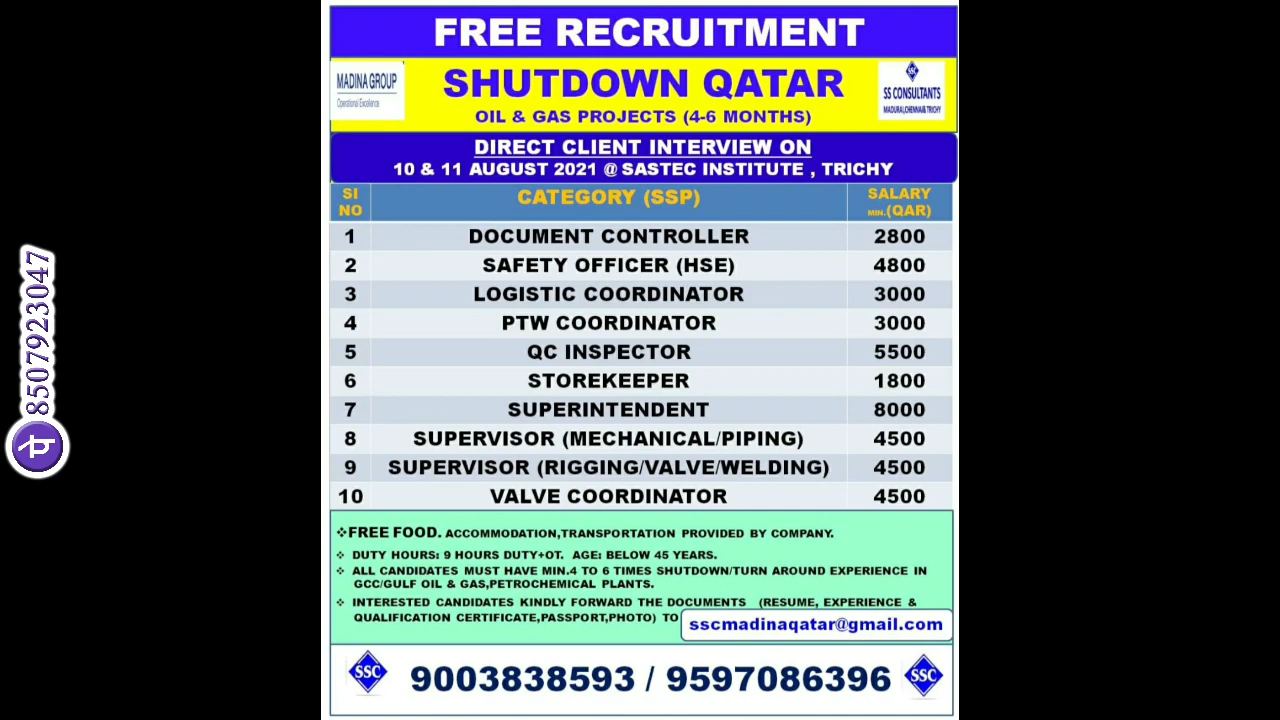 FREE RECRUITMENT
MADINA GROUP
Operational Excellence
SHUTDOWN QATAR
OIL & GAS PROJECTS (4-6 MONTHS)
SS CONSULTANTS
MADURAI,CHENNAI& TRICHY
DIRECT CLIENT INTERVIEW ON
10 & 11 AUGUST 2021 @ SASTEC INSTITUTE , TRICHY
SI NO CATEGORY (SSP) SALARY MIN.(QAR)
1 DOCUMENT CONTROLLER 2800
2 SAFETY OFFICER (HSE) 4800
3 LOGISTIC COORDINATOR 3000
4 PTW COORDINATOR 3000
5 QC INSPECTOR 5500
6 STOREKEEPER 1800
7 SUPERINTENDENT 8000
8 SUPERVISOR (MECHANICAL/PIPING) 4500
9 SUPERVISOR (RIGGING/VALVE/WELDING) 4500
10 VALVE COORDINATOR 4500
❖FREE FOOD. ACCOMMODATION,TRANSPORTATION PROVIDED BY COMPANY.
❖ DUTY HOURS: 9 HOURS DUTY+OT. AGE: BELOW 45 YEARS.
❖ ALL CANDIDATES MUST HAVE MIN.4 TO 6 TIMES SHUTDOWN/TURN AROUND EXPERIENCE IN
GCC/GULF OIL & GAS,PETROCHEMICAL PLANTS.
❖ INTERESTED CANDIDATES KINDLY FORWARD THE DOCUMENTS (RESUME, EXPERIENCE &
QUALIFICATION CERTIFICATE,PASSPORT,PHOTO) TO sscmadinaqatar@gmail.com
SSC 9003838593 / 9597086396 SSC
पे 8507923047